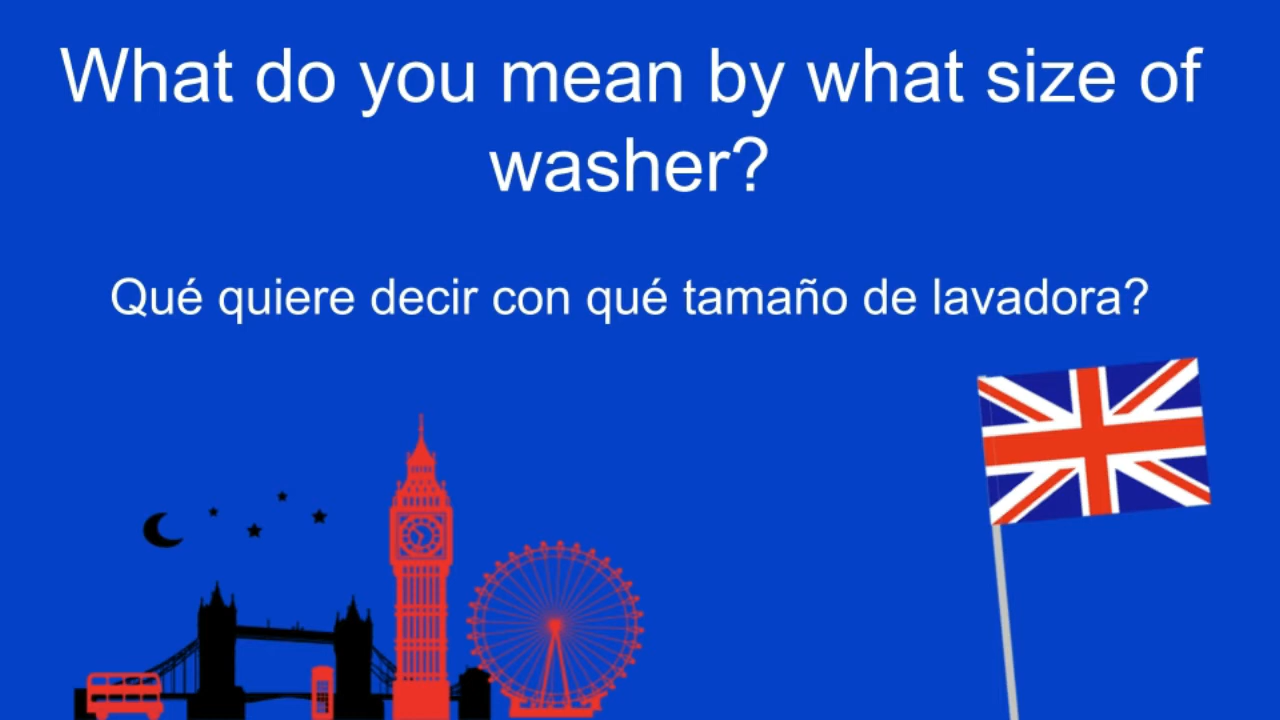 What do you mean by what size of
washer?
Qué quiere decir con qué tamaño de lavadora?